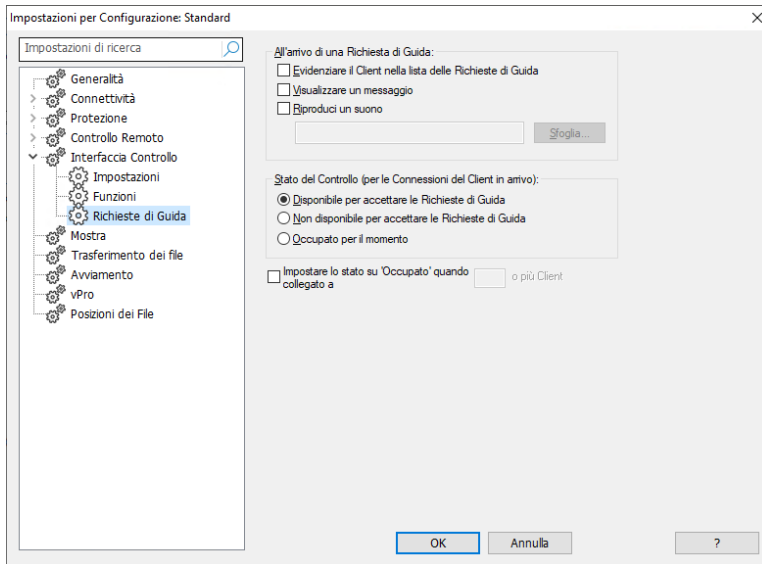 Impostazioni per Configurazione: Standard
Impostazioni di ricerca
Generalità
Connettività
Protezione
Controllo Remoto
Interfaccia Controllo
Impostazioni
Funzioni
Richieste di Guida
Mostra
Trasferimento dei file
Avviamento
vPro
Posizioni dei File
All'arrivo di una Richiesta di Guida:
Evidenziare il Client nella lista delle Richieste di Guida
Visualizzare un messaggio
Riproduci un suono
Sfoglia...
Stato del Controllo (per le Connessioni del Client in arrivo):
Disponibile per accettare le Richieste di Guida
Non disponibile per accettare le Richieste di Guida
Occupato per il momento
Impostare lo stato su 'Occupato' quando
collegato a
o più Client
OK
Annulla
?